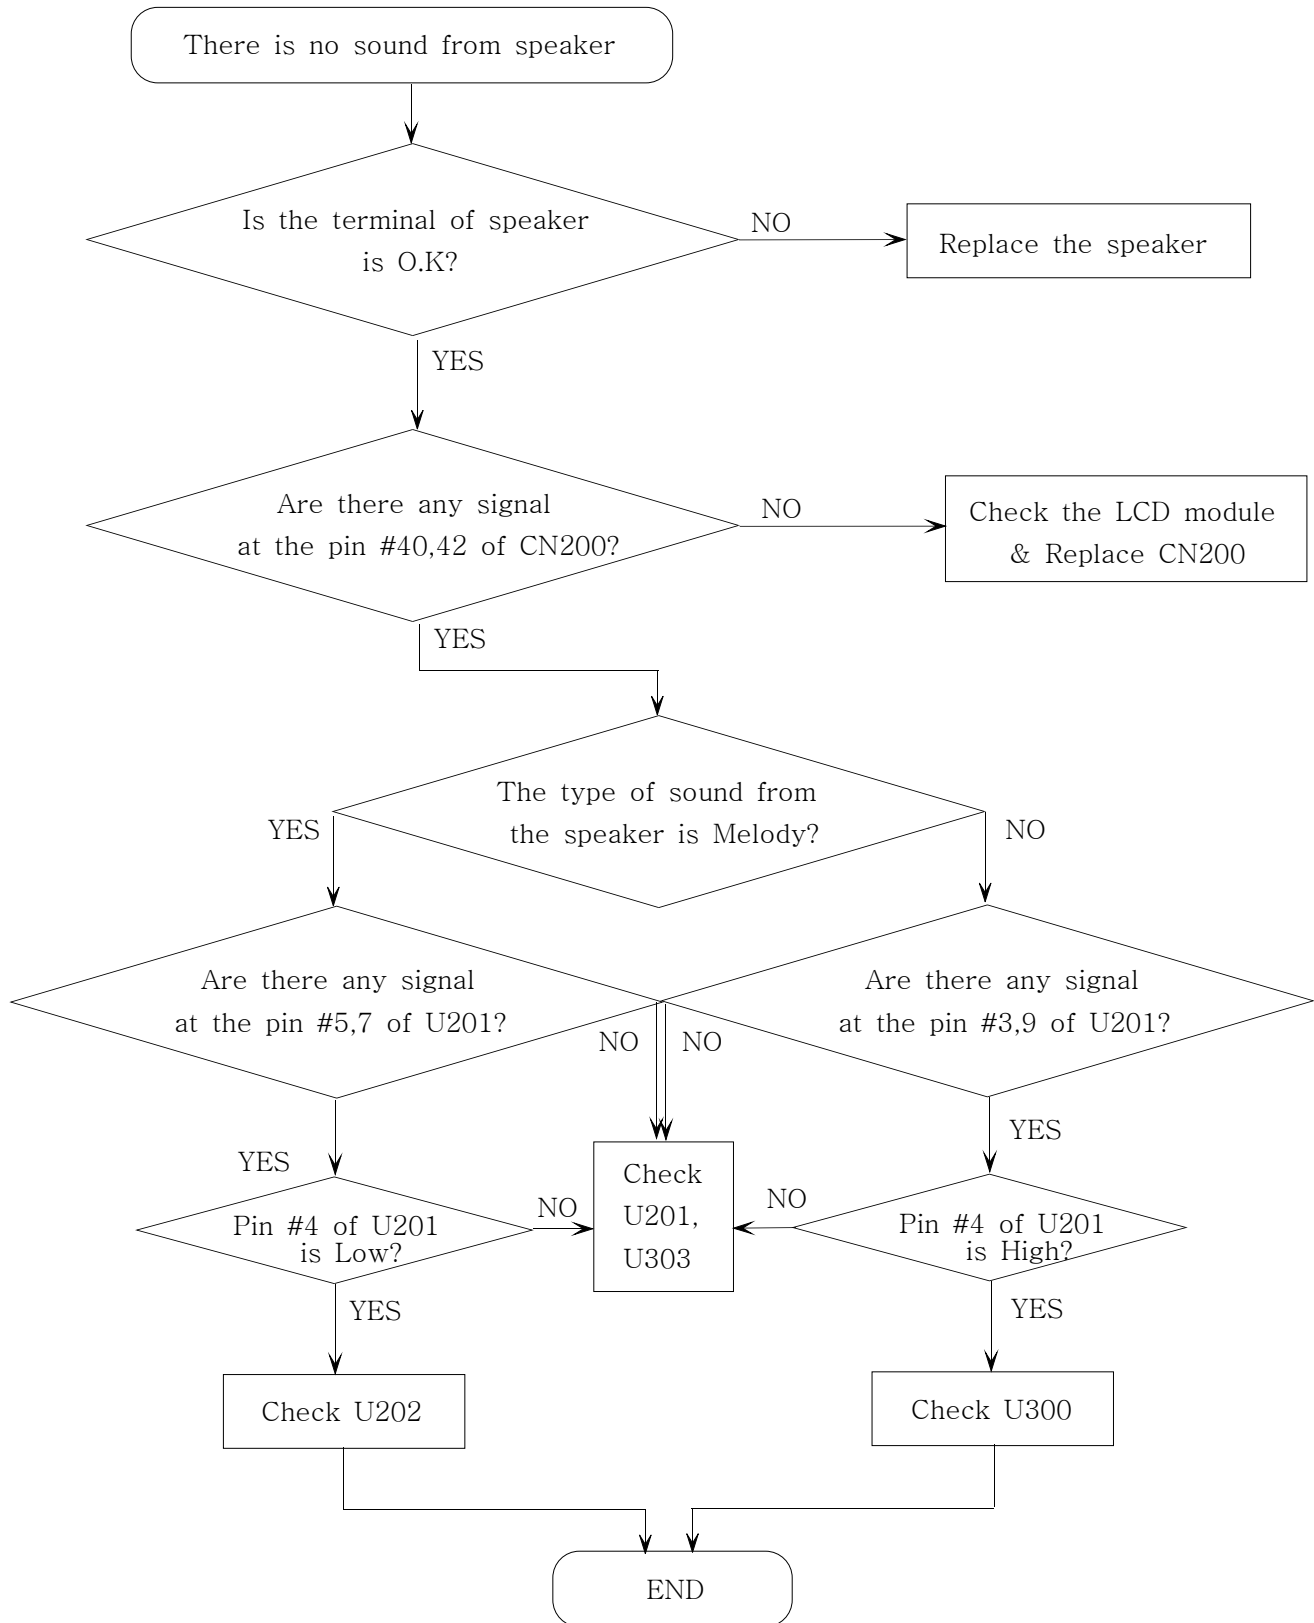 There is no sound from speaker
Is the terminal of speaker
is O.K?
NO
Replace the speaker
YES
Are there any signal
at the pin #40,42 of CN200?
NO
Check the LCD module
& Replace CN200
YES
The type of sound from
the speaker is Melody?
YES
NO
Are there any signal
at the pin #5,7 of U201?
Are there any signal
at the pin #3,9 of U201?
NO
NO
YES
YES
Check
U201,
U303
NO
NO
Pin #4 of U201
is Low?
Pin #4 of U201
is High?
YES
YES
Check U202
Check U300
END